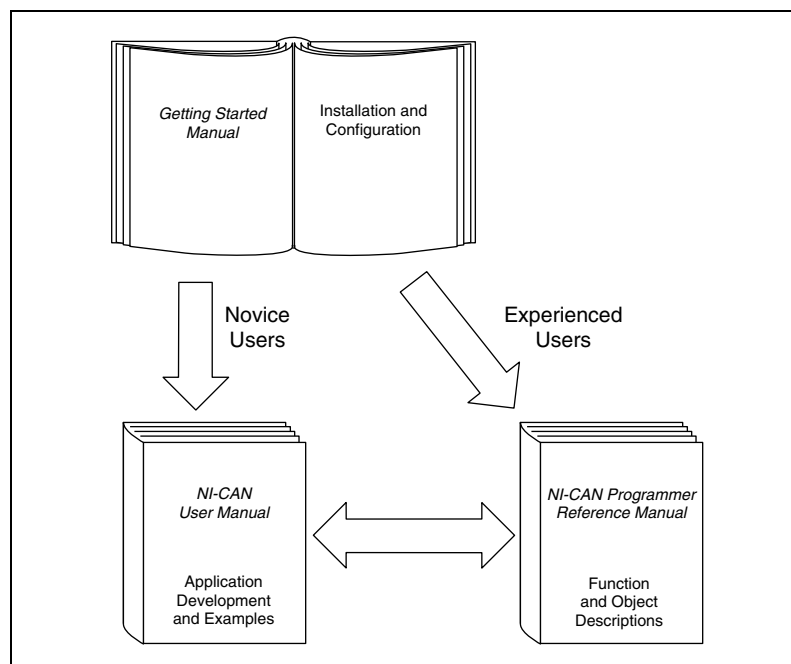 Getting Started
Manual
Installation and
Configuration
Novice
Users
Experienced
Users
NI-CAN
User Manual
Application
Development
and Examples
NI-CAN Programmer
Reference Manual
Function
and Object
Descriptions